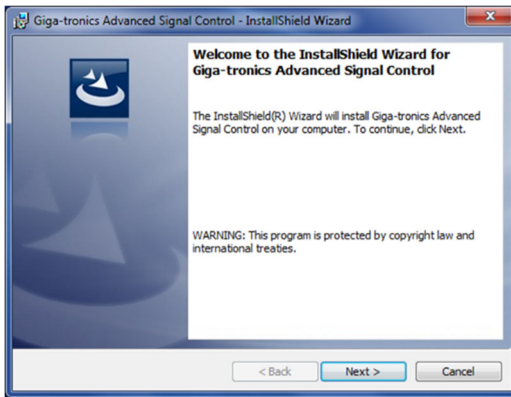 Giga-tronics Advanced Signal Control - InstallShield Wizard
Welcome to the InstallShield Wizard for
Giga-tronics Advanced Signal Control
The InstallShield(R) Wizard will install Giga-tronics Advanced
Signal Control on your computer. To continue, click Next.
WARNING: This program is protected by copyright law and
international treaties.
< Back
Next >
Cancel